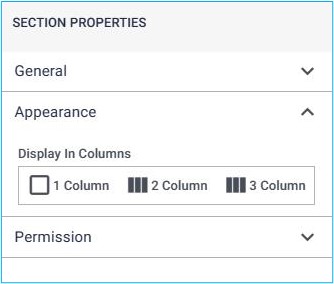 SECTION PROPERTIES
General
Appearance
Display In Columns
1 Column 2 Column 3 Column
Permission